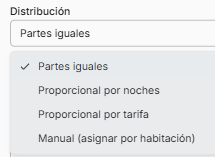 Distribución
Partes iguales
Partes iguales
Proporcional por noches
Proporcional por tarifa
Manual (asignar por habitación)